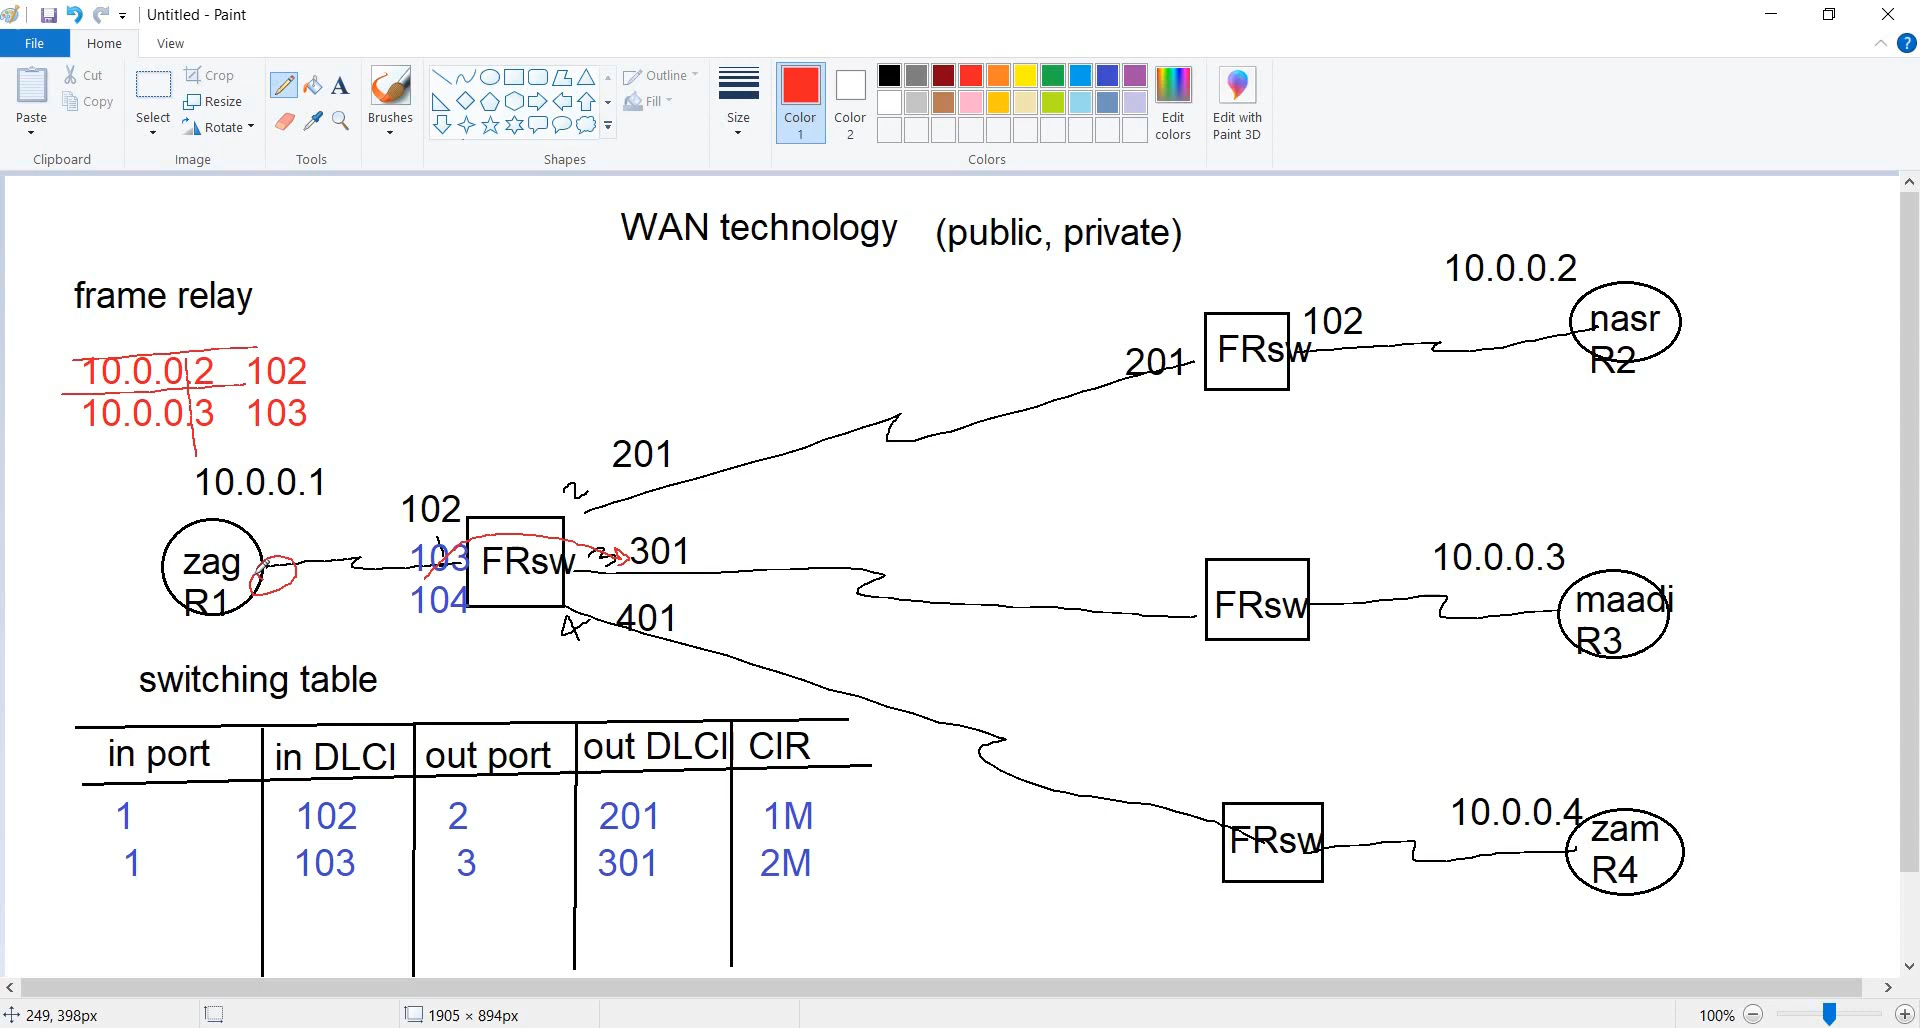 Untitled - Paint
File Home View
Paste
Cut
Copy
Clipboard
Select
Crop
Resize
Rotate
Image
Tools
Brushes
Outline
Fill
Shapes
Size
Color 1
Color 2
Colors
Edit colors
Edit with Paint 3D
WAN technology (public, private)
frame relay
10.0.0.2 102
10.0.0.3 103
10.0.0.1
zag
R1
102
103
104
FRsw
2
201
3
301
4
401
201
FRsw
102
10.0.0.2
nasr
R2
FRsw
10.0.0.3
maadi
R3
FRsw
10.0.0.4
zam
R4
switching table
in port in DLCI out port out DLCI CIR
1 102 2 201 1M
1 103 3 301 2M
249, 398px
1905 × 894px
100%